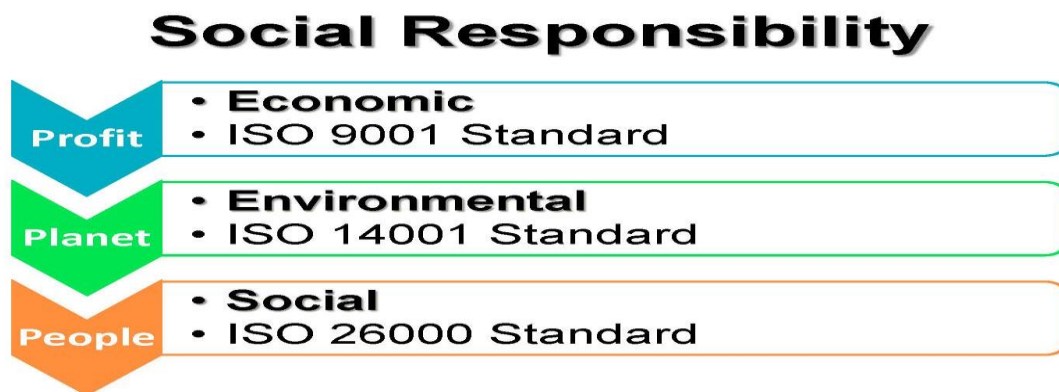 Social Responsibility
Profit
• Economic
• ISO 9001 Standard
Planet
• Environmental
• ISO 14001 Standard
People
• Social
• ISO 26000 Standard